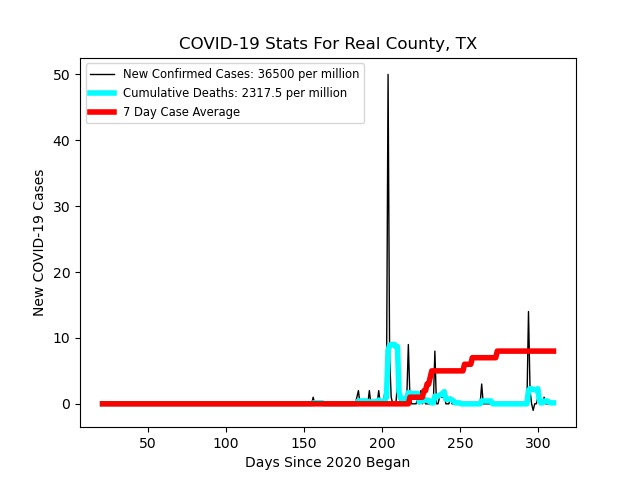 COVID-19 Stats For Real County, TX
New Confirmed Cases: 36500 per million
Cumulative Deaths: 2317.5 per million
7 Day Case Average
New COVID-19 Cases
50
40
30
20
10
0
50 100 150 200 250 300
Days Since 2020 Began